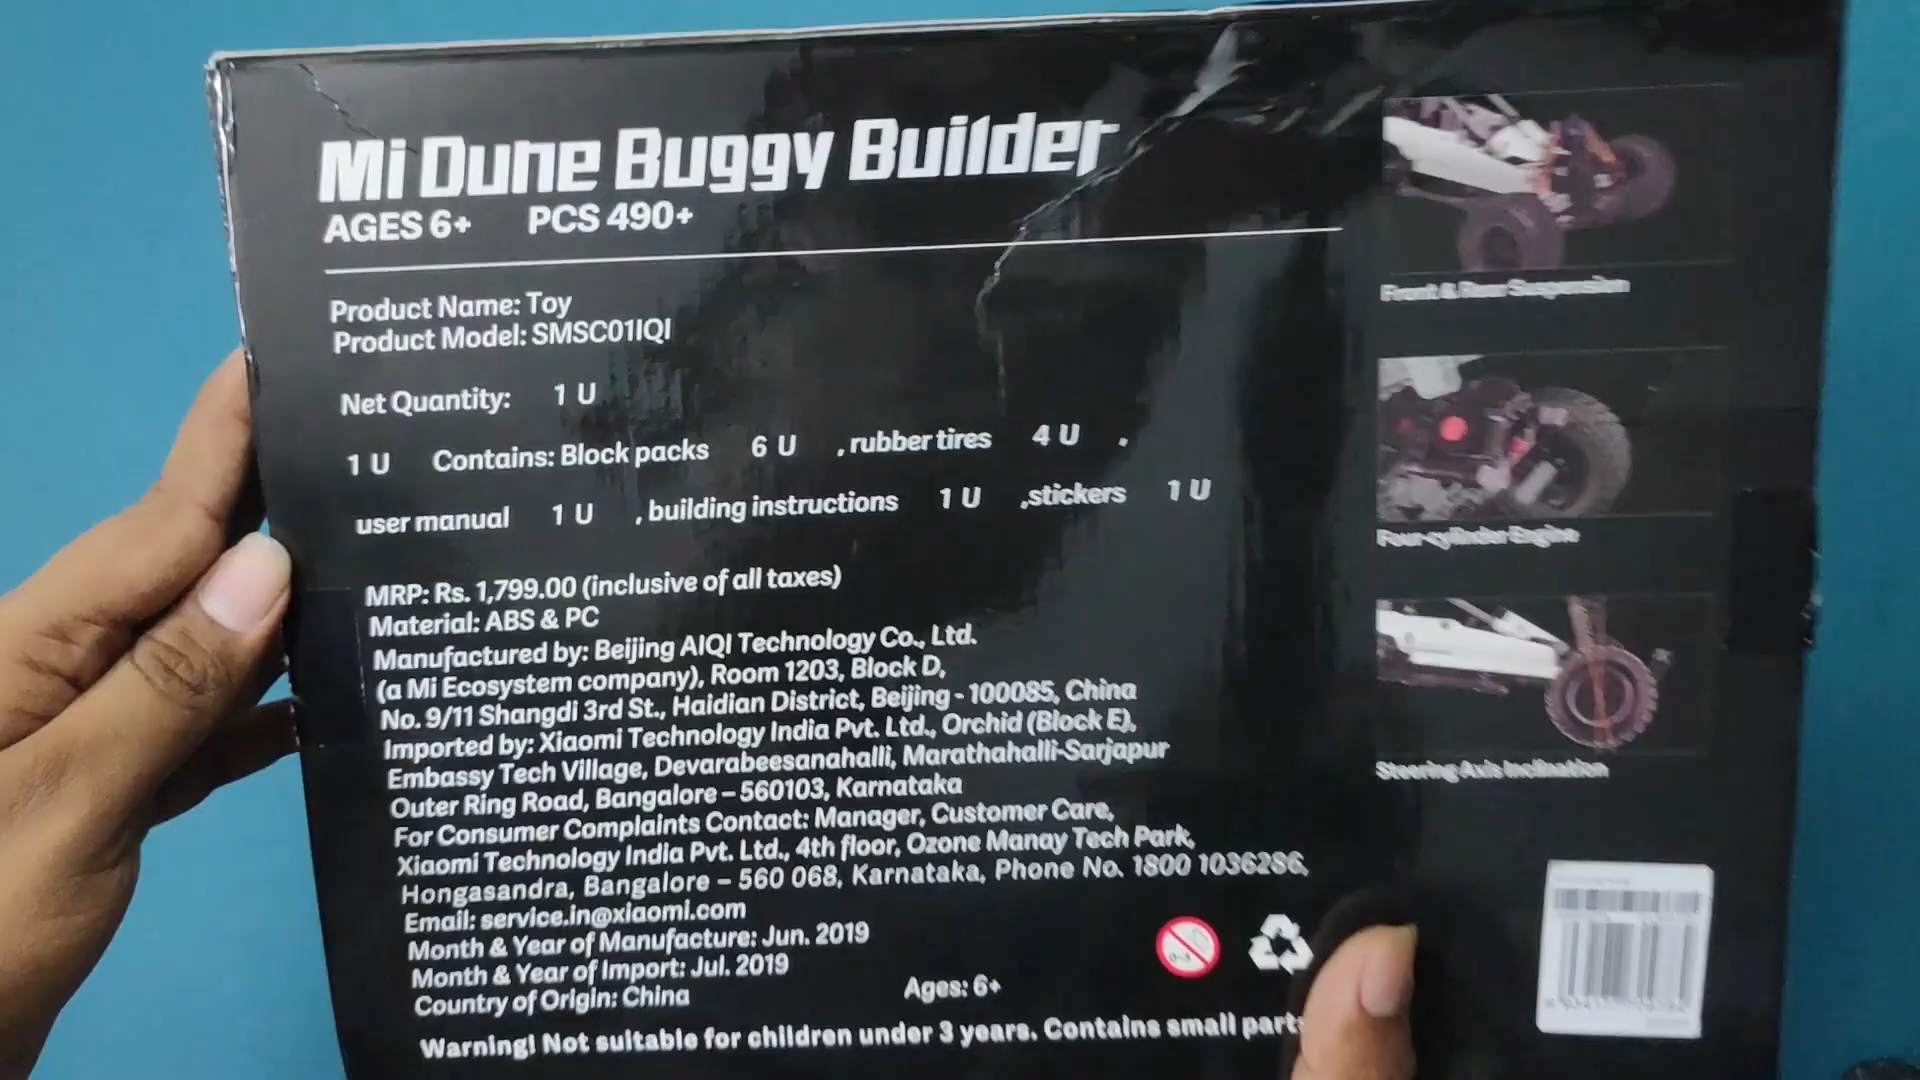 Mi Dune Buggy Builder
AGES 6+ PCS 490+
Product Name: Toy
Product Model: SMSC01IQI
Net Quantity: 1 U
1 U Contains: Block packs 6 U , rubber tires 4 U ,
user manual 1 U , building instructions 1 U ,stickers 1 U
MRP: Rs. 1,799.00 (inclusive of all taxes)
Material: ABS & PC
Manufactured by: Beijing AIQI Technology Co., Ltd.
(a Mi Ecosystem company), Room 1203, Block D,
No. 9/11 Shangdi 3rd St., Haidian District, Beijing - 100085, China
Imported by: Xiaomi Technology India Pvt. Ltd., Orchid (Block E),
Embassy Tech Village, Devarabeesanahalli, Marathahalli-Sarjapur
Outer Ring Road, Bangalore – 560103, Karnataka
For Consumer Complaints Contact: Manager, Customer Care,
Xiaomi Technology India Pvt. Ltd., 4th floor, Ozone Manay Tech Park,
Hongasandra, Bangalore – 560 068, Karnataka, Phone No. 1800 1036286,
Email: service.in@xiaomi.com
Month & Year of Manufacture: Jun. 2019
Month & Year of Import: Jul. 2019
Country of Origin: China
Ages: 6+
0-3
Warning! Not suitable for children under 3 years. Contains small parts
Front & Rear Suspension
Four-cylinder Engine
Steering Axis Inclination